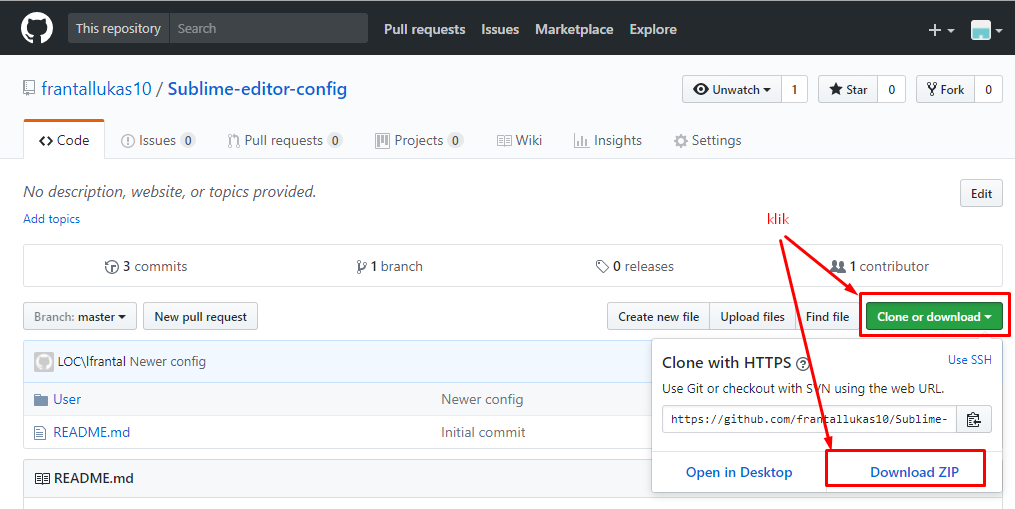 This repository Search Pull requests Issues Marketplace Explore
frantallukas10 / Sublime-editor-config Unwatch 1 Star 0 Fork 0
Code Issues 0 Pull requests 0 Projects 0 Wiki Insights Settings
No description, website, or topics provided. Edit
Add topics
klik
3 commits 1 branch 0 releases 1 contributor
Branch: master New pull request Create new file Upload files Find file Clone or download
LOC\lfrantal Newer config
Clone with HTTPS ? Use SSH
Use Git or checkout with SVN using the web URL.
User Newer config
https://github.com/frantallukas10/Sublime-
README.md Initial commit
Open in Desktop Download ZIP
README.md